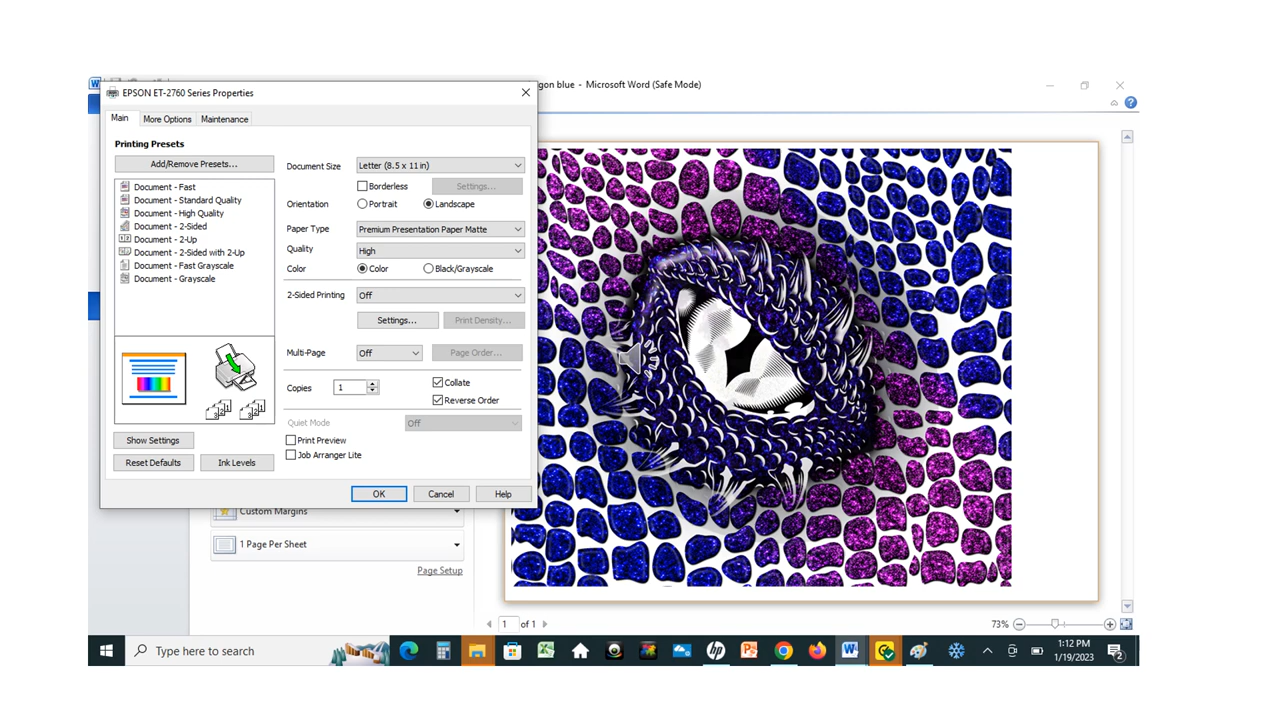 gon blue - Microsoft Word (Safe Mode)
EPSON ET-2760 Series Properties
Main
More Options
Maintenance
Printing Presets
Add/Remove Presets...
Document - Fast
Document - Standard Quality
Document - High Quality
Document - 2-Sided
Document - 2-Up
Document - 2-Sided with 2-Up
Document - Fast Grayscale
Document - Grayscale
Show Settings
Reset Defaults
Ink Levels
Document Size
Letter (8.5 x 11 in)
Borderless
Settings...
Orientation
Portrait
Landscape
Paper Type
Premium Presentation Paper Matte
Quality
High
Color
Color
Black/Grayscale
2-Sided Printing
Off
Settings...
Print Density...
Multi-Page
Off
Page Order...
Copies
1
Collate
Reverse Order
Quiet Mode
Off
Print Preview
Job Arranger Lite
OK
Cancel
Help
Custom Margins
1 Page Per Sheet
Page Setup
1 of 1
73%
Type here to search
1:12 PM
1/19/2023
2